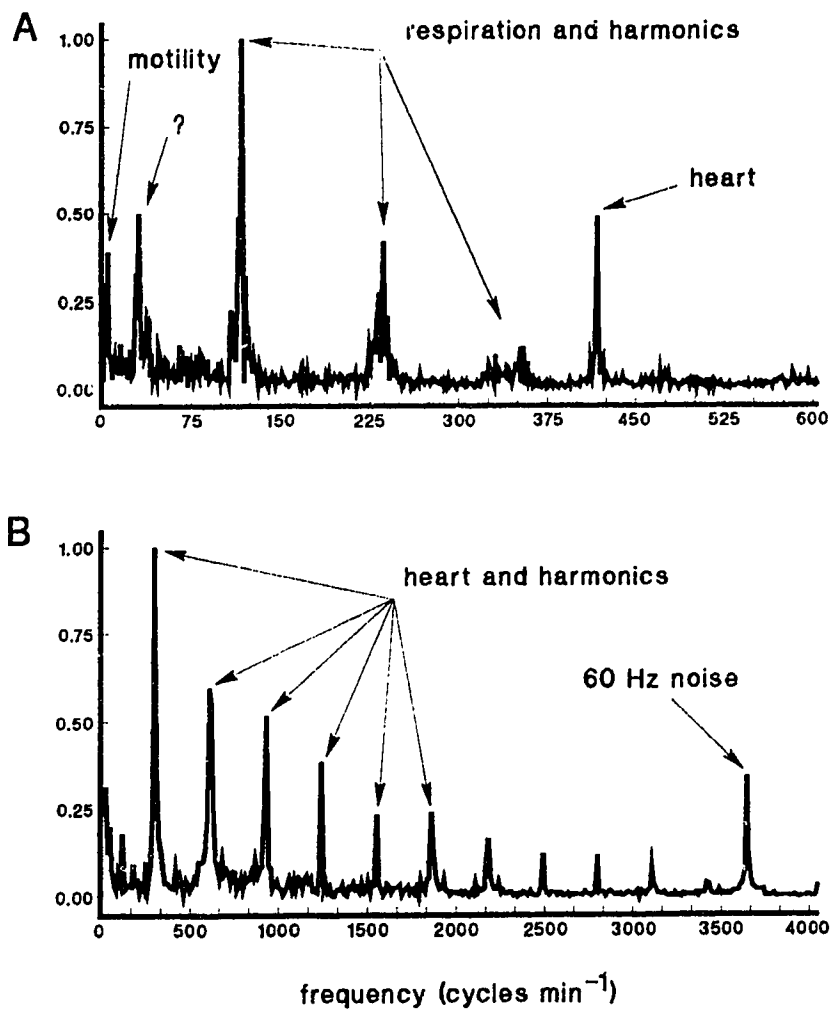 A
respiration and harmonics
1.00
motility
0.75
?
heart
0.50
0.25
0.00
0 75 150 225 300 375 450 525 600
B
1.00
heart and harmonics
0.75
60 Hz noise
0.50
0.25
0.00
0 500 1000 1500 2000 2500 3000 3500 4000
frequency (cycles min⁻¹)